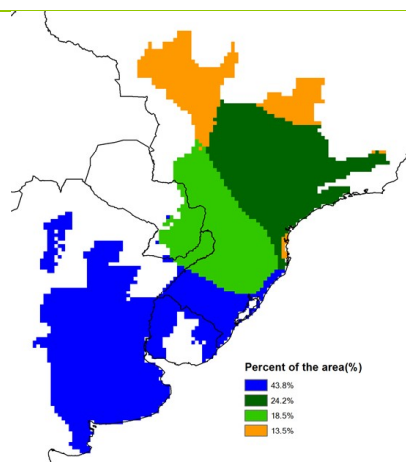 Percent of the area(%)
43.8%
24.2%
18.5%
13.5%